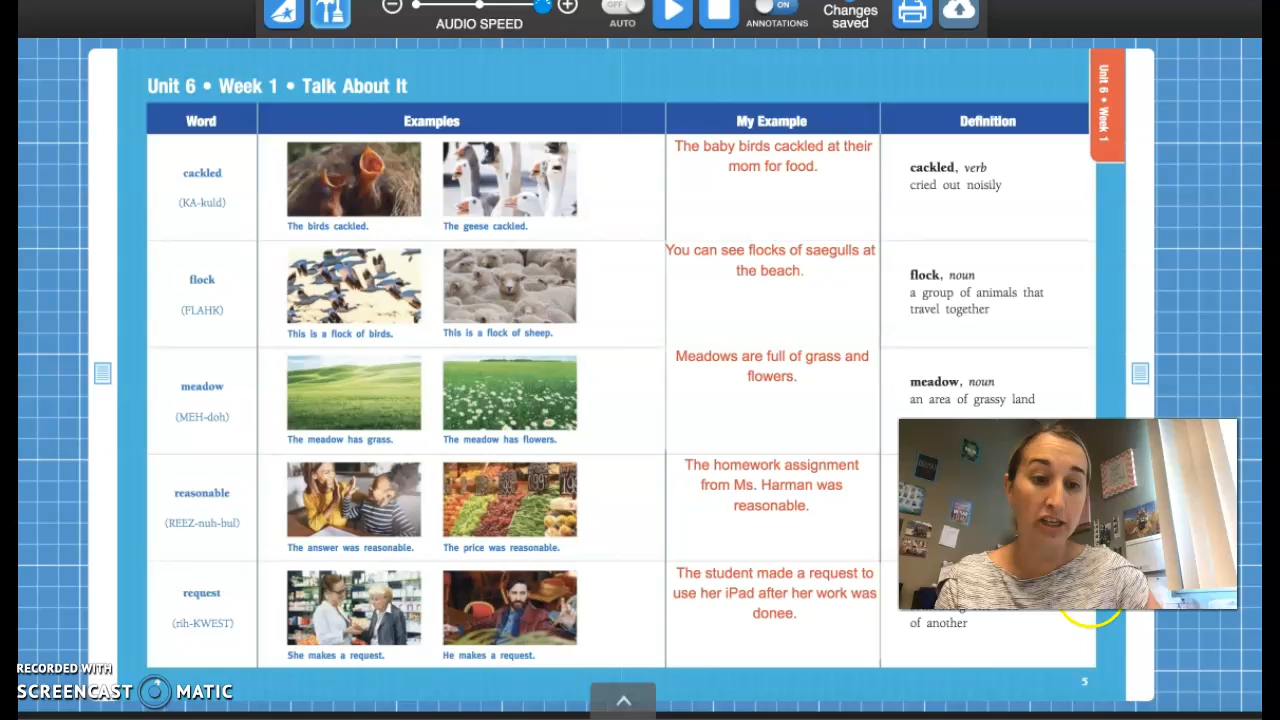 OFF
ON
AUDIO SPEED
AUTO
ANNOTATIONS
Changes
saved
Unit 6 • Week 1 • Talk About It
Unit 6 • Week 1
Word
Examples
My Example
Definition
cackled
(KA-kuld)
The birds cackled.
The geese cackled.
The baby birds cackled at their
mom for food.
cackled, verb
cried out noisily
flock
(FLAHK)
This is a flock of birds.
This is a flock of sheep.
You can see flocks of saegulls at
the beach.
flock, noun
a group of animals that
travel together
meadow
(MEH-doh)
The meadow has grass.
The meadow has flowers.
Meadows are full of grass and
flowers.
meadow, noun
an area of grassy land
reasonable
(REEZ-nuh-bul)
The answer was reasonable.
The price was reasonable.
The homework assignment
from Ms. Harman was
reasonable.
request
(rih-KWEST)
She makes a request.
He makes a request.
The student made a request to
use her iPad after her work was
donee.
of another
5
RECORDED WITH
SCREENCAST MATIC